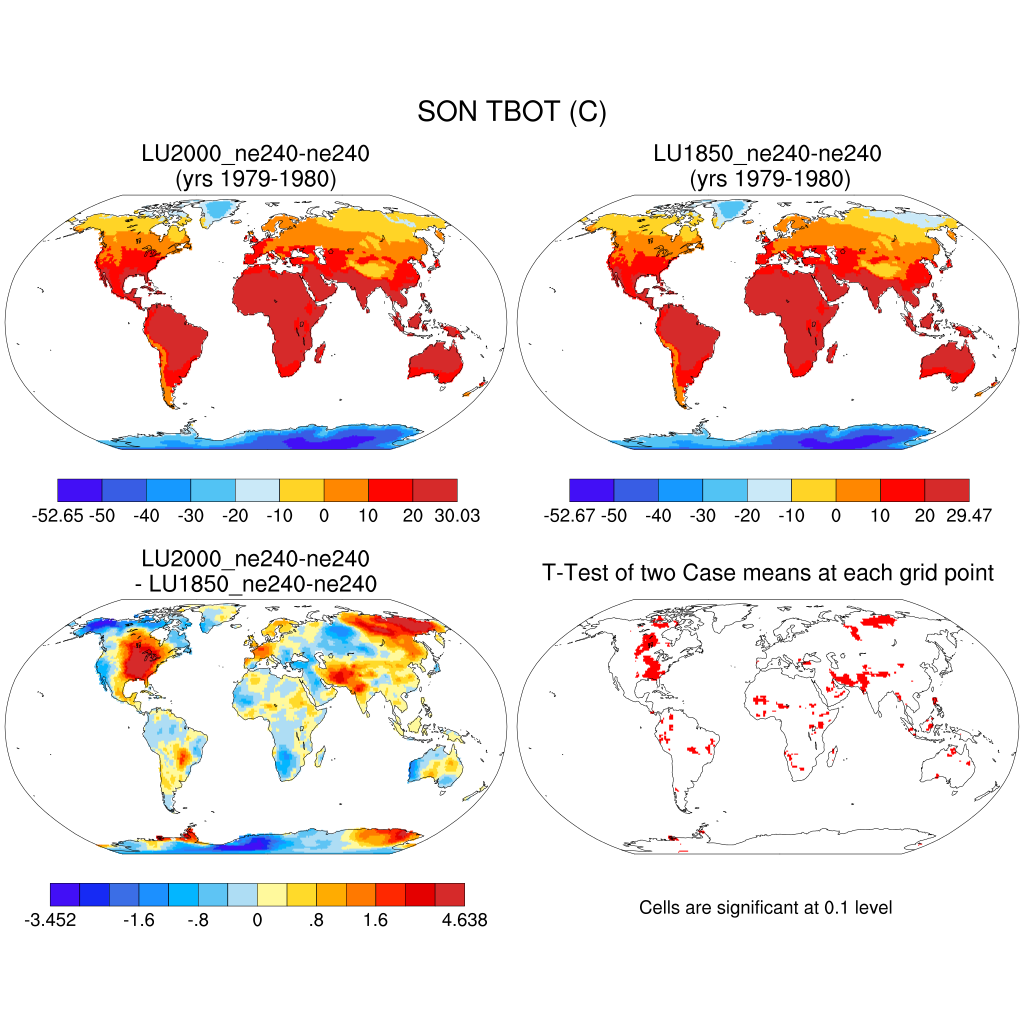 SON TBOT (C)
LU2000_ne240-ne240
(yrs 1979-1980)
LU1850_ne240-ne240
(yrs 1979-1980)
-52.65 -50 -40 -30 -20 -10 0 10 20 30.03
-52.67 -50 -40 -30 -20 -10 0 10 20 29.47
LU2000_ne240-ne240
- LU1850_ne240-ne240
T-Test of two Case means at each grid point
-3.452 -1.6 -.8 0 .8 1.6 4.638
Cells are significant at 0.1 level